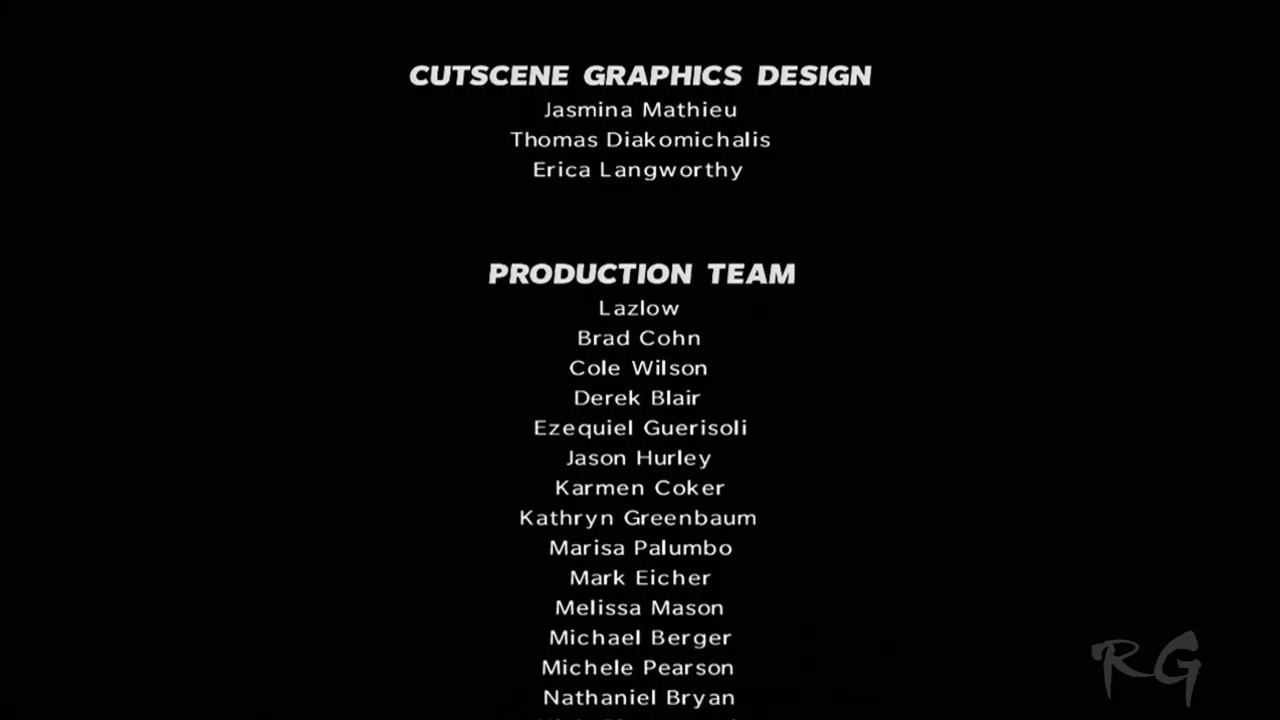 CUTSCENE GRAPHICS DESIGN
Jasmina Mathieu
Thomas Diakomichalis
Erica Langworthy
PRODUCTION TEAM
Lazlow
Brad Cohn
Cole Wilson
Derek Blair
Ezequiel Guerisoli
Jason Hurley
Karmen Coker
Kathryn Greenbaum
Marisa Palumbo
Mark Eicher
Melissa Mason
Michael Berger
Michele Pearson
Nathaniel Bryan
RG